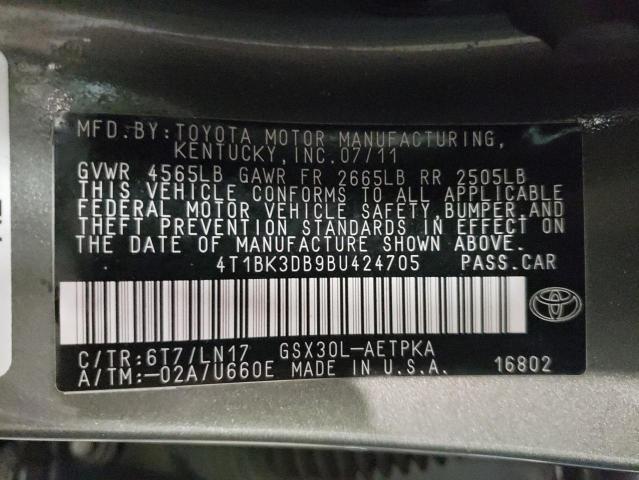 MFD. BY: TOYOTA MOTOR MANUFACTURING,
KENTUCKY, INC. 07/11
GVWR 4565LB GAWR FR 2665LB RR 2505LB
THIS VEHICLE CONFORMS TO ALL APPLICABLE
FEDERAL MOTOR VEHICLE SAFETY, BUMPER, AND
THEFT PREVENTION STANDARDS IN EFFECT ON
THE DATE OF MANUFACTURE SHOWN ABOVE.
4T1BK3DB9BU424705 PASS. CAR
C/TR: 6T7/LN17 GSX30L-AETPKA
A/TM: -02A/U660E MADE IN U.S.A. 16802